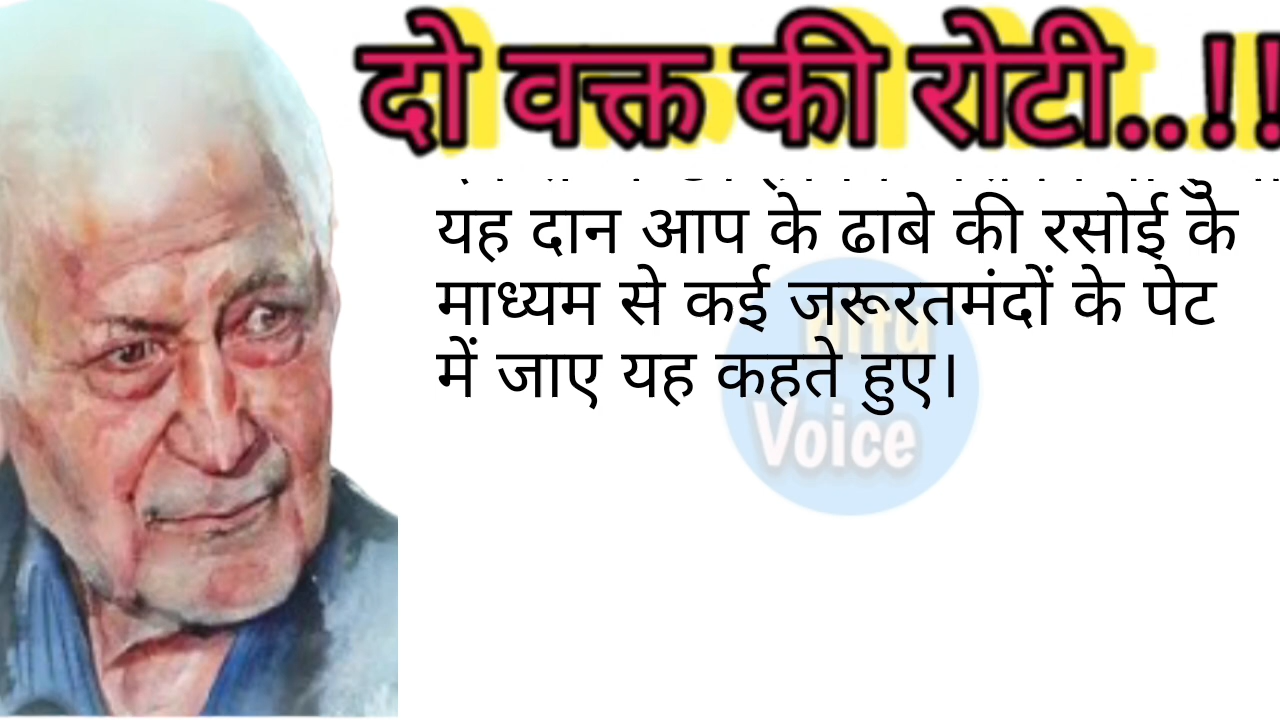 दो वक्त की रोटी..!!
यह दान आप के ढाबे की रसोई के
माध्यम से कई जरूरतमंदों के पेट
में जाए यह कहते हुए।
Voice